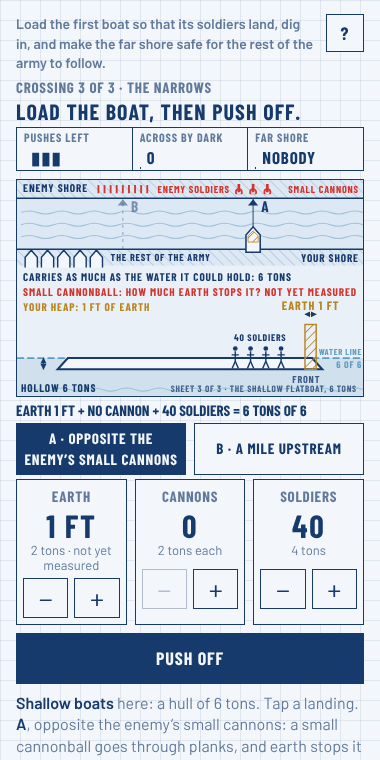 Load the first boat so that its soldiers land, dig
in, and make the far shore safe for the rest of the
army to follow.
?
CROSSING 3 OF 3 · THE NARROWS
LOAD THE BOAT, THEN PUSH OFF.
PUSHES LEFT
ACROSS BY DARK
0
FAR SHORE
NOBODY
ENEMY SHORE
ENEMY SOLDIERS
SMALL CANNONS
B
A
THE REST OF THE ARMY
YOUR SHORE
CARRIES AS MUCH AS THE WATER IT COULD HOLD: 6 TONS
SMALL CANNONBALL: HOW MUCH EARTH STOPS IT? NOT YET MEASURED
YOUR HEAP: 1 FT OF EARTH
EARTH 1 FT
40 SOLDIERS
WATER LINE
6 OF 6
FRONT
HOLLOW 6 TONS
SHEET 3 OF 3 · THE SHALLOW FLATBOAT, 6 TONS
EARTH 1 FT + NO CANNON + 40 SOLDIERS = 6 TONS OF 6
A · OPPOSITE THE
ENEMY’S SMALL CANNONS
B · A MILE UPSTREAM
EARTH
1 FT
2 tons · not yet
measured
− +
CANNONS
0
2 tons each
− +
SOLDIERS
40
4 tons
− +
PUSH OFF
Shallow boats here: a hull of 6 tons. Tap a landing.
A, opposite the enemy’s small cannons: a small
cannonball goes through planks, and earth stops it